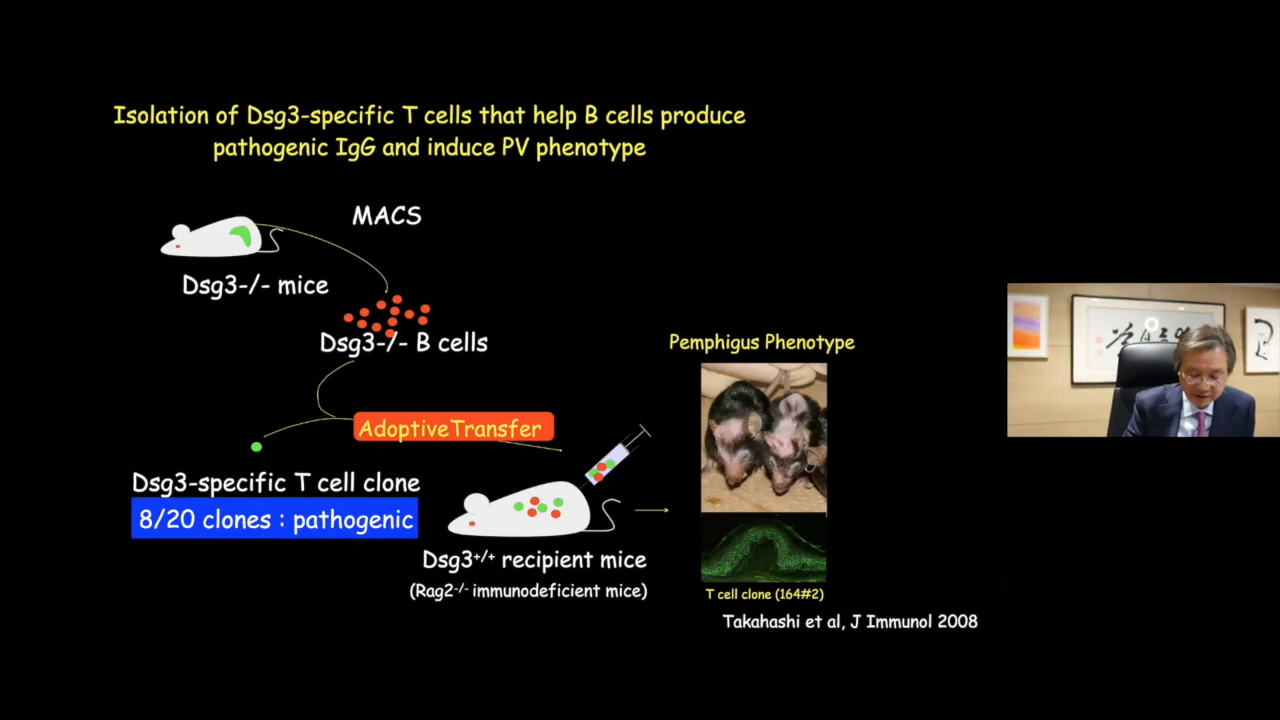 Isolation of Dsg3-specific T cells that help B cells produce
pathogenic IgG and induce PV phenotype
MACS
Dsg3-/- mice
Dsg3-/- B cells
Pemphigus Phenotype
AdoptiveTransfer
Dsg3-specific T cell clone
8/20 clones : pathogenic
Dsg3+/+ recipient mice
(Rag2-/- immunodeficient mice)
T cell clone (164#2)
Takahashi et al, J Immunol 2008